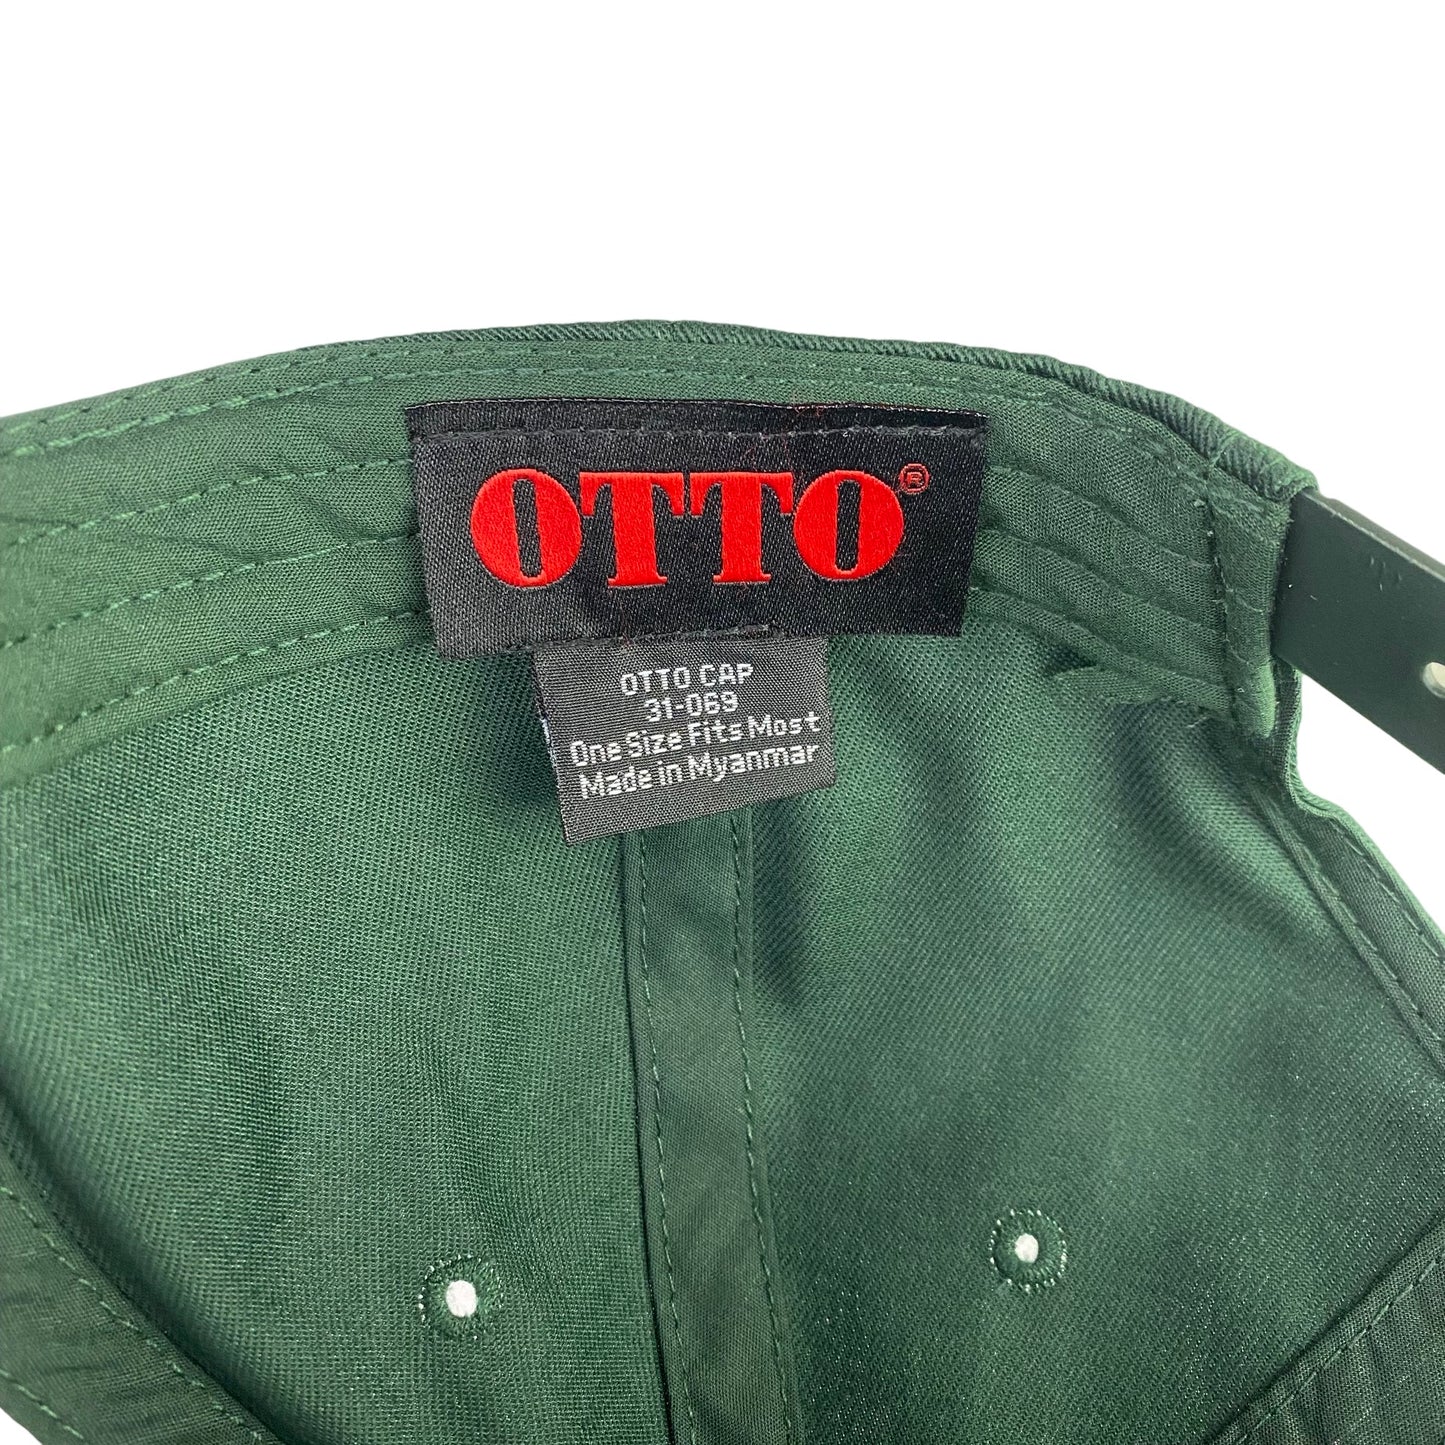 OTTO®
OTTO CAP
31-069
One Size Fits Most
Made in Myanmar